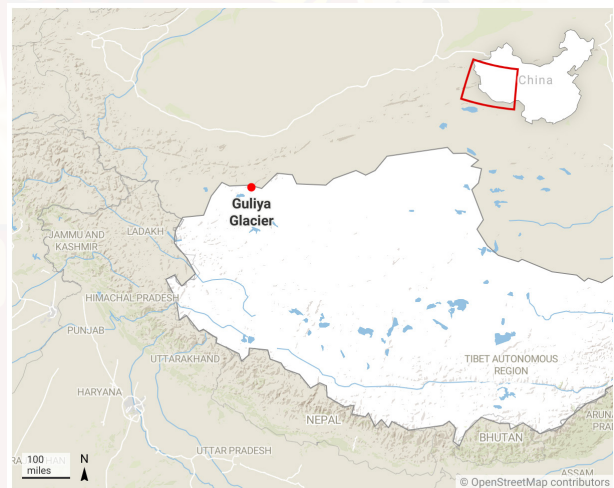 China
Guliya
Glacier
JAMMU AND
KASHMIR
LADAKH
HIMACHAL PRADESH
PUNJAB
UTTARAKHAND
TIBET AUTONOMOUS
REGION
HARYANA
NEPAL
BHUTAN
UTTAR PRADESH
ASSAM
100
miles
N
© OpenStreetMap contributors